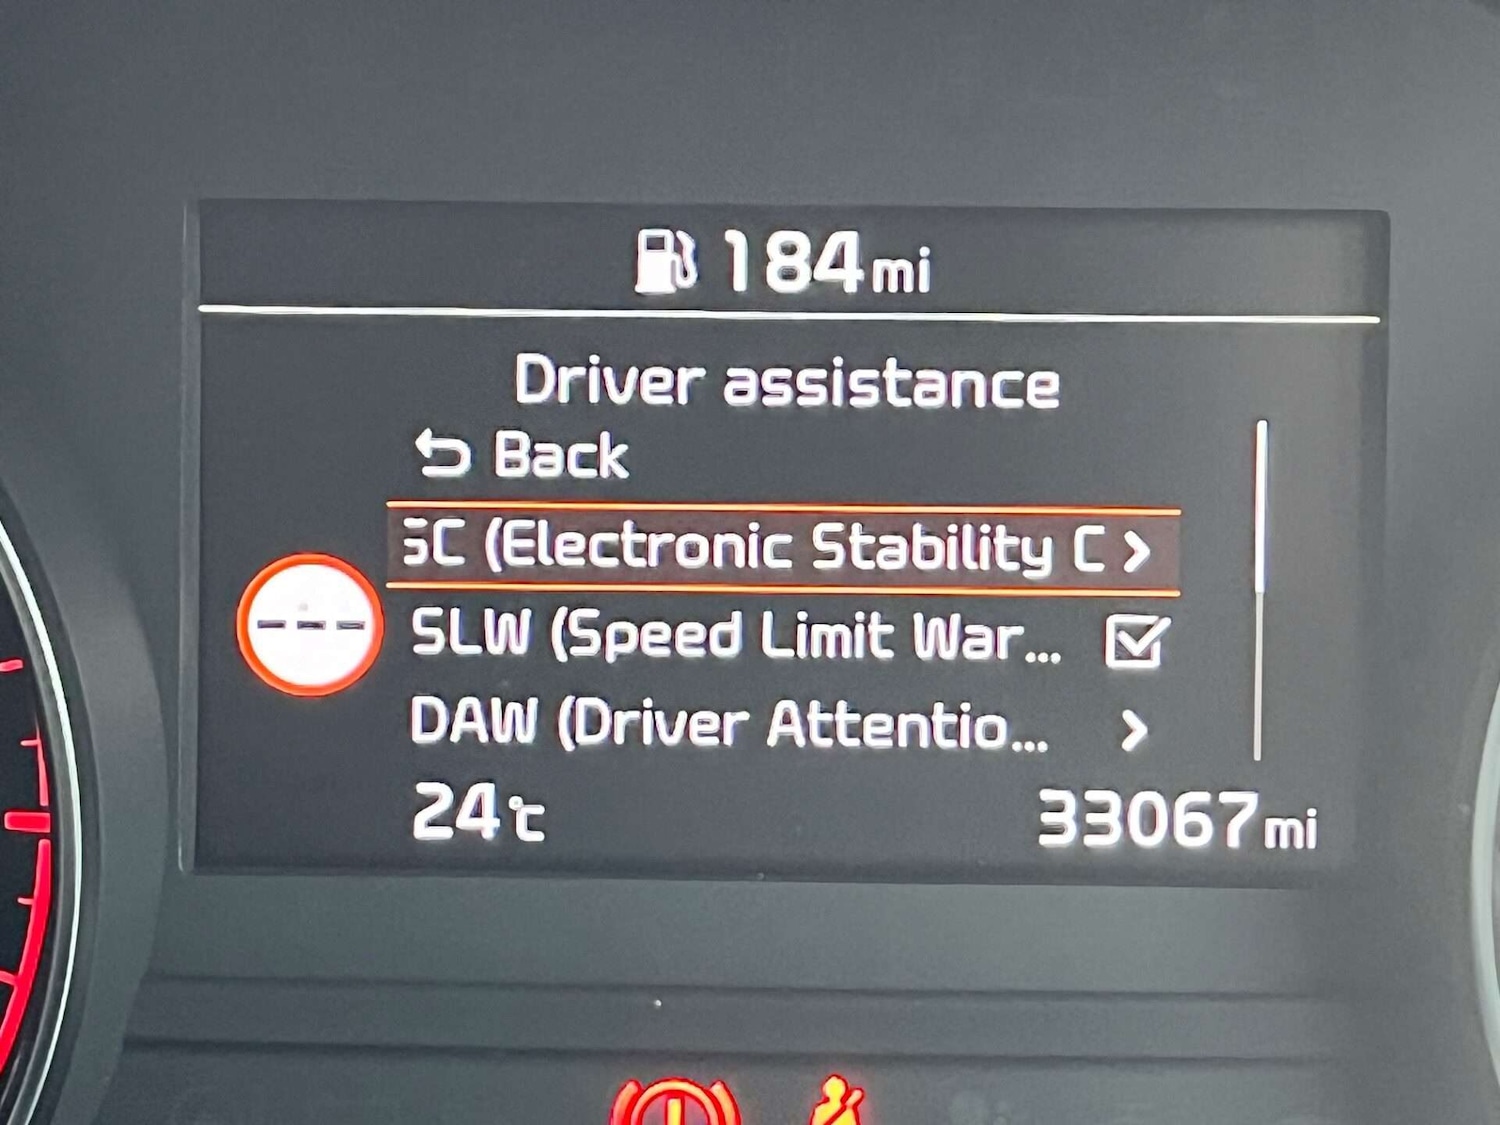 184mi
Driver assistance
Back
SC (Electronic Stability C
SLW (Speed Limit War...
DAW (Driver Attentio...
24℃ 33067mi